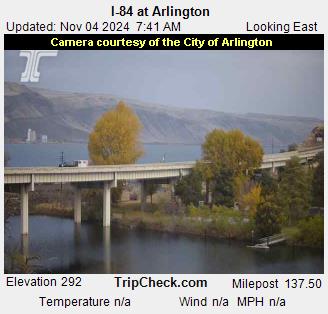 I-84 at Arlington
Updated: Nov 04 2024 7:41 AM Looking East
Camera courtesy of the City of Arlington
Elevation 292 TripCheck.com Milepost 137.50
Temperature n/a Wind n/a MPH n/a